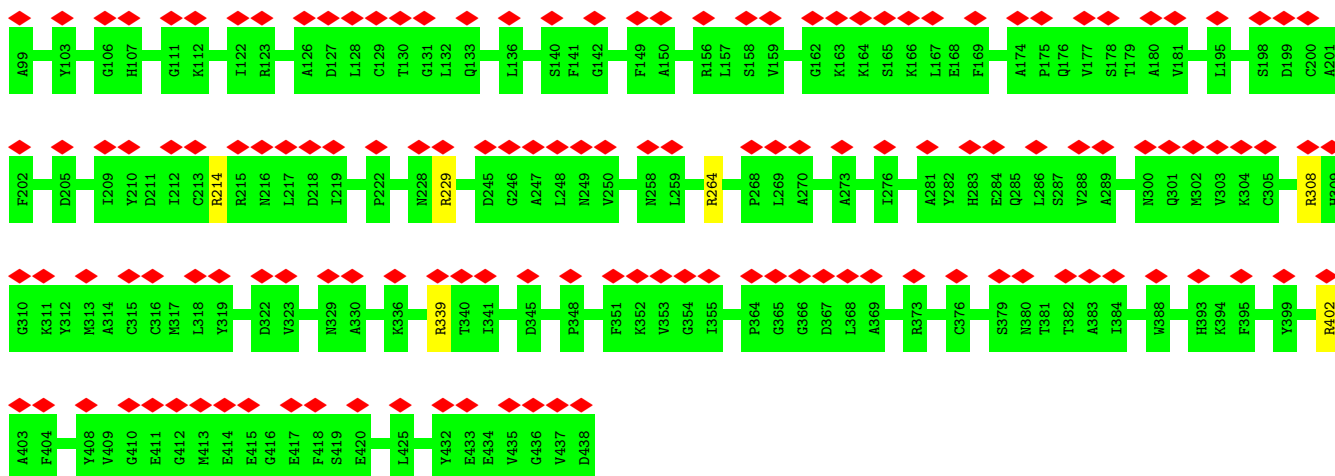 A99 Y103 G106 H107 G111 K112 I122 R123 A126 D127 L128 C129 T130 G131 L132 Q133 L136 S140 F141 G142 F149 A150 R156 L157 S158 V159 G162 K163 K164 S165 K166 L167 E168 F169 A174 P175 Q176 V177 S178 T179 A180 V181 L195 S198 D199 C200 A201
F202 D205 I209 Y210 D211 I212 C213 R214 R215 N216 L217 D218 I219 P222 N228 R229 D245 G246 A247 L248 N249 V250 N258 L259 R264 P268 L269 A270 A273 I276 A281 Y282 H283 E284 Q285 L286 S287 V288 A289 N300 Q301 M302 V303 K304 C305 R308 H309
G310 K311 Y312 M313 A314 C315 C316 M317 L318 Y319 D322 V323 N329 A330 K336 R339 T340 I341 D345 P348 F351 K352 V353 G354 I355 P364 G365 G366 D367 L368 A369 R373 C376 S379 N380 T381 T382 A383 I384 W388 H393 K394 F395 Y399 R402
A403 F404 Y408 V409 G410 E411 G412 M413 E414 E415 G416 E417 F418 S419 E420 L425 Y432 E433 E434 V435 G436 V437 D438